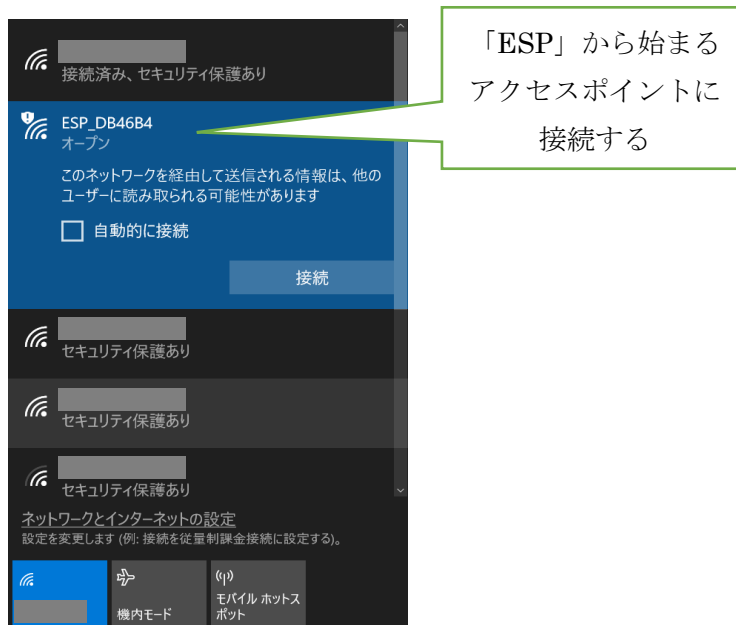 接続済み、セキュリティ保護あり
ESP_DB46B4
オープン
このネットワークを経由して送信される情報は、他の
ユーザーに読み取られる可能性があります
自動的に接続
接続
セキュリティ保護あり
セキュリティ保護あり
セキュリティ保護あり
ネットワークとインターネットの設定
設定を変更します (例: 接続を従量制課金接続に設定する)。
機内モード
モバイル ホットス
ポット
「ESP」から始まる
アクセスポイントに
接続する